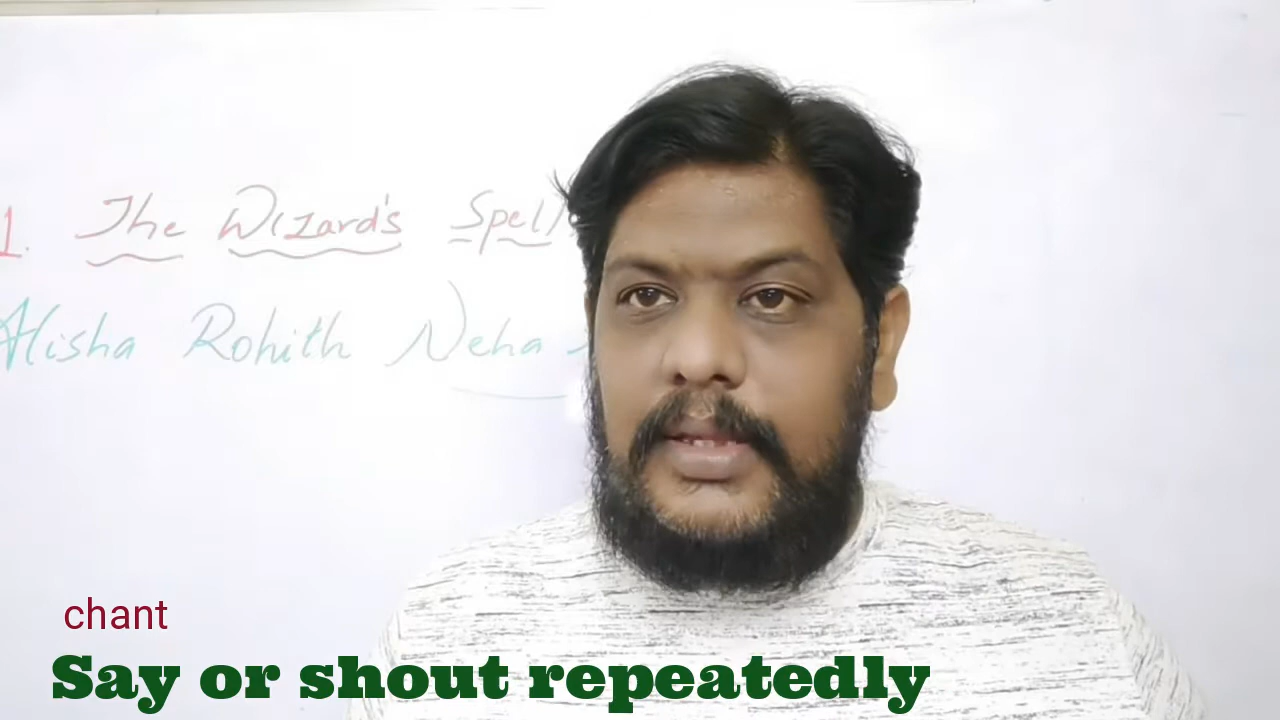 1. The Wizard's Spell
Alisha Rohith Neha
chant
Say or shout repeatedly